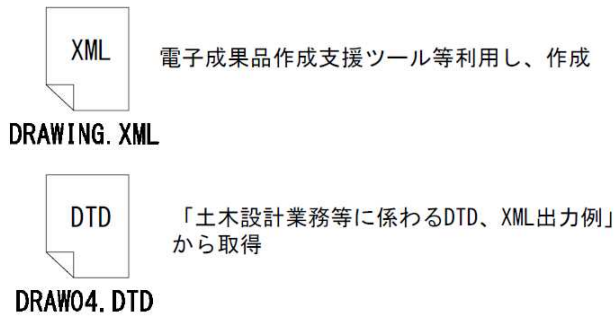 XML
電子成果品作成支援ツール等利用し、作成
DRAWING.XML
DTD
「土木設計業務等に係わるDTD、XML出力例」
から取得
DRAW04.DTD